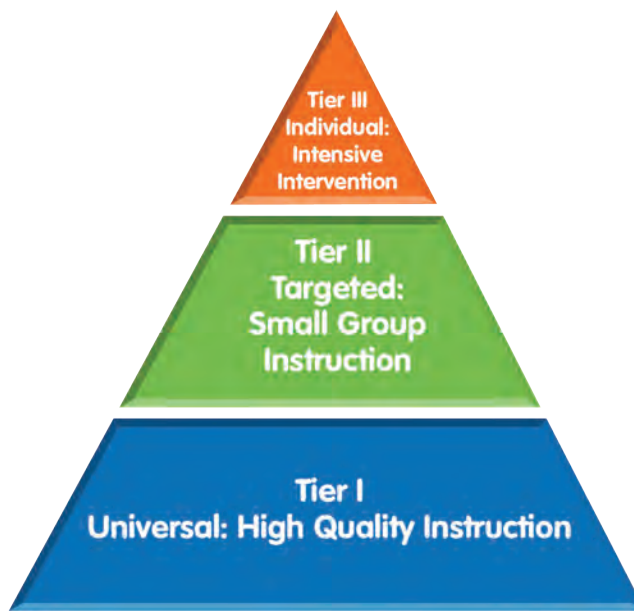 Tier III
Individual:
Intensive
Intervention
Tier II
Targeted:
Small Group
Instruction
Tier I
Universal: High Quality Instruction